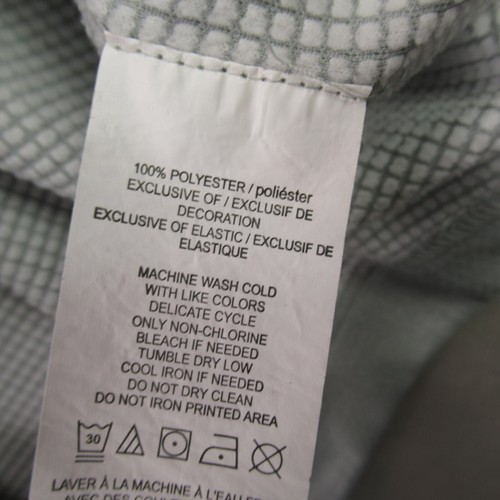 100% POLYESTER / poliéster
EXCLUSIVE OF / EXCLUSIF DE
DECORATION
EXCLUSIVE OF ELASTIC / EXCLUSIF DE
ELASTIQUE
MACHINE WASH COLD
WITH LIKE COLORS
DELICATE CYCLE
ONLY NON-CHLORINE
BLEACH IF NEEDED
TUMBLE DRY LOW
COOL IRON IF NEEDED
DO NOT DRY CLEAN
DO NOT IRON PRINTED AREA
30
LAVER À LA MACHINE À L'EAU
AVEC DES